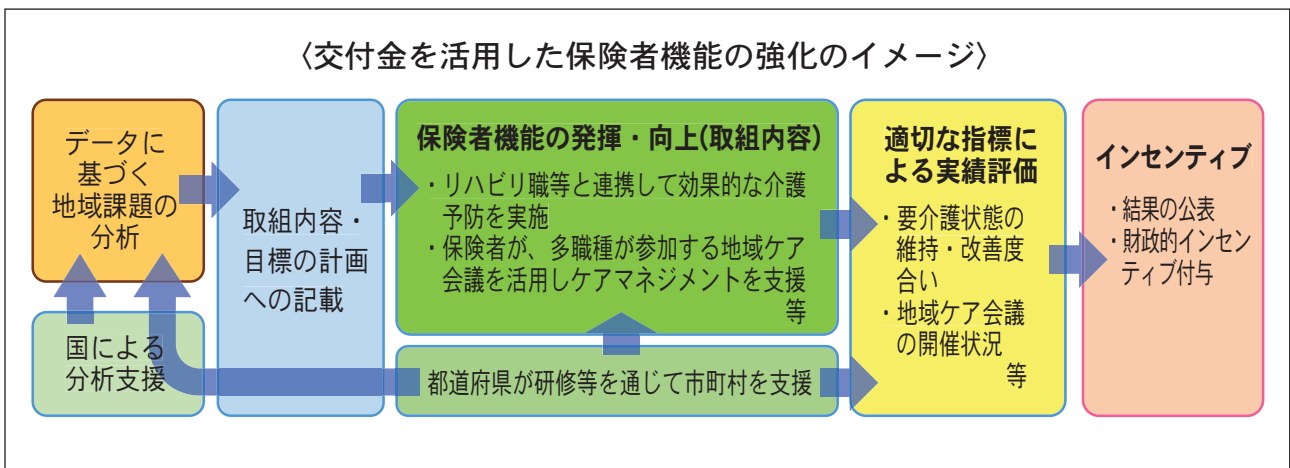 〈交付金を活用した保険者機能の強化のイメージ〉
データに
基づく
地域課題の
分析
国による
分析支援
取組内容・
目標の計画
への記載
保険者機能の発揮・向上(取組内容)
・リハビリ職等と連携して効果的な介護
予防を実施
・保険者が、多職種が参加する地域ケア
会議を活用しケアマネジメントを支援
等
都道府県が研修等を通じて市町村を支援
適切な指標に
よる実績評価
・要介護状態の
維持・改善度
合い
・地域ケア会議
の開催状況
等
インセンティブ
・結果の公表
・財政的インセン
ティブ付与